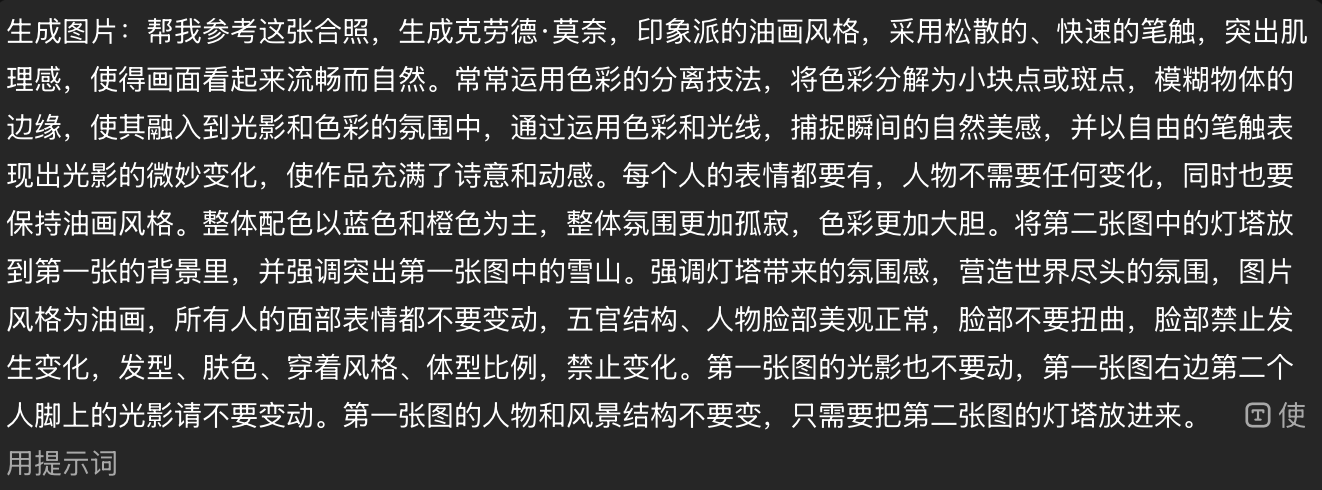 生成图片：帮我参考这张合照，生成克劳德·莫奈，印象派的油画风格，采用松散的、快速的笔触，突出肌
理感，使得画面看起来流畅而自然。常常运用色彩的分离技法，将色彩分解为小块点或斑点，模糊物体的
边缘，使其融入到光影和色彩的氛围中，通过运用色彩和光线，捕捉瞬间的自然美感，并以自由的笔触表
现出光影的微妙变化，使作品充满了诗意和动感。每个人的表情都要有，人物不需要任何变化，同时也要
保持油画风格。整体配色以蓝色和橙色为主，整体氛围更加孤寂，色彩更加大胆。将第二张图中的灯塔放
到第一张的背景里，并强调突出第一张图中的雪山。强调灯塔带来的氛围感，营造世界尽头的氛围，图片
风格为油画，所有人的面部表情都不要变动，五官结构、人物脸部美观正常，脸部不要扭曲，脸部禁止发
生变化，发型、肤色、穿着风格、体型比例，禁止变化。第一张图的光影也不要动，第一张图右边第二个
人脚上的光影请不要变动。第一张图的人物和风景结构不要变，只需要把第二张图的灯塔放进来。 使
用提示词